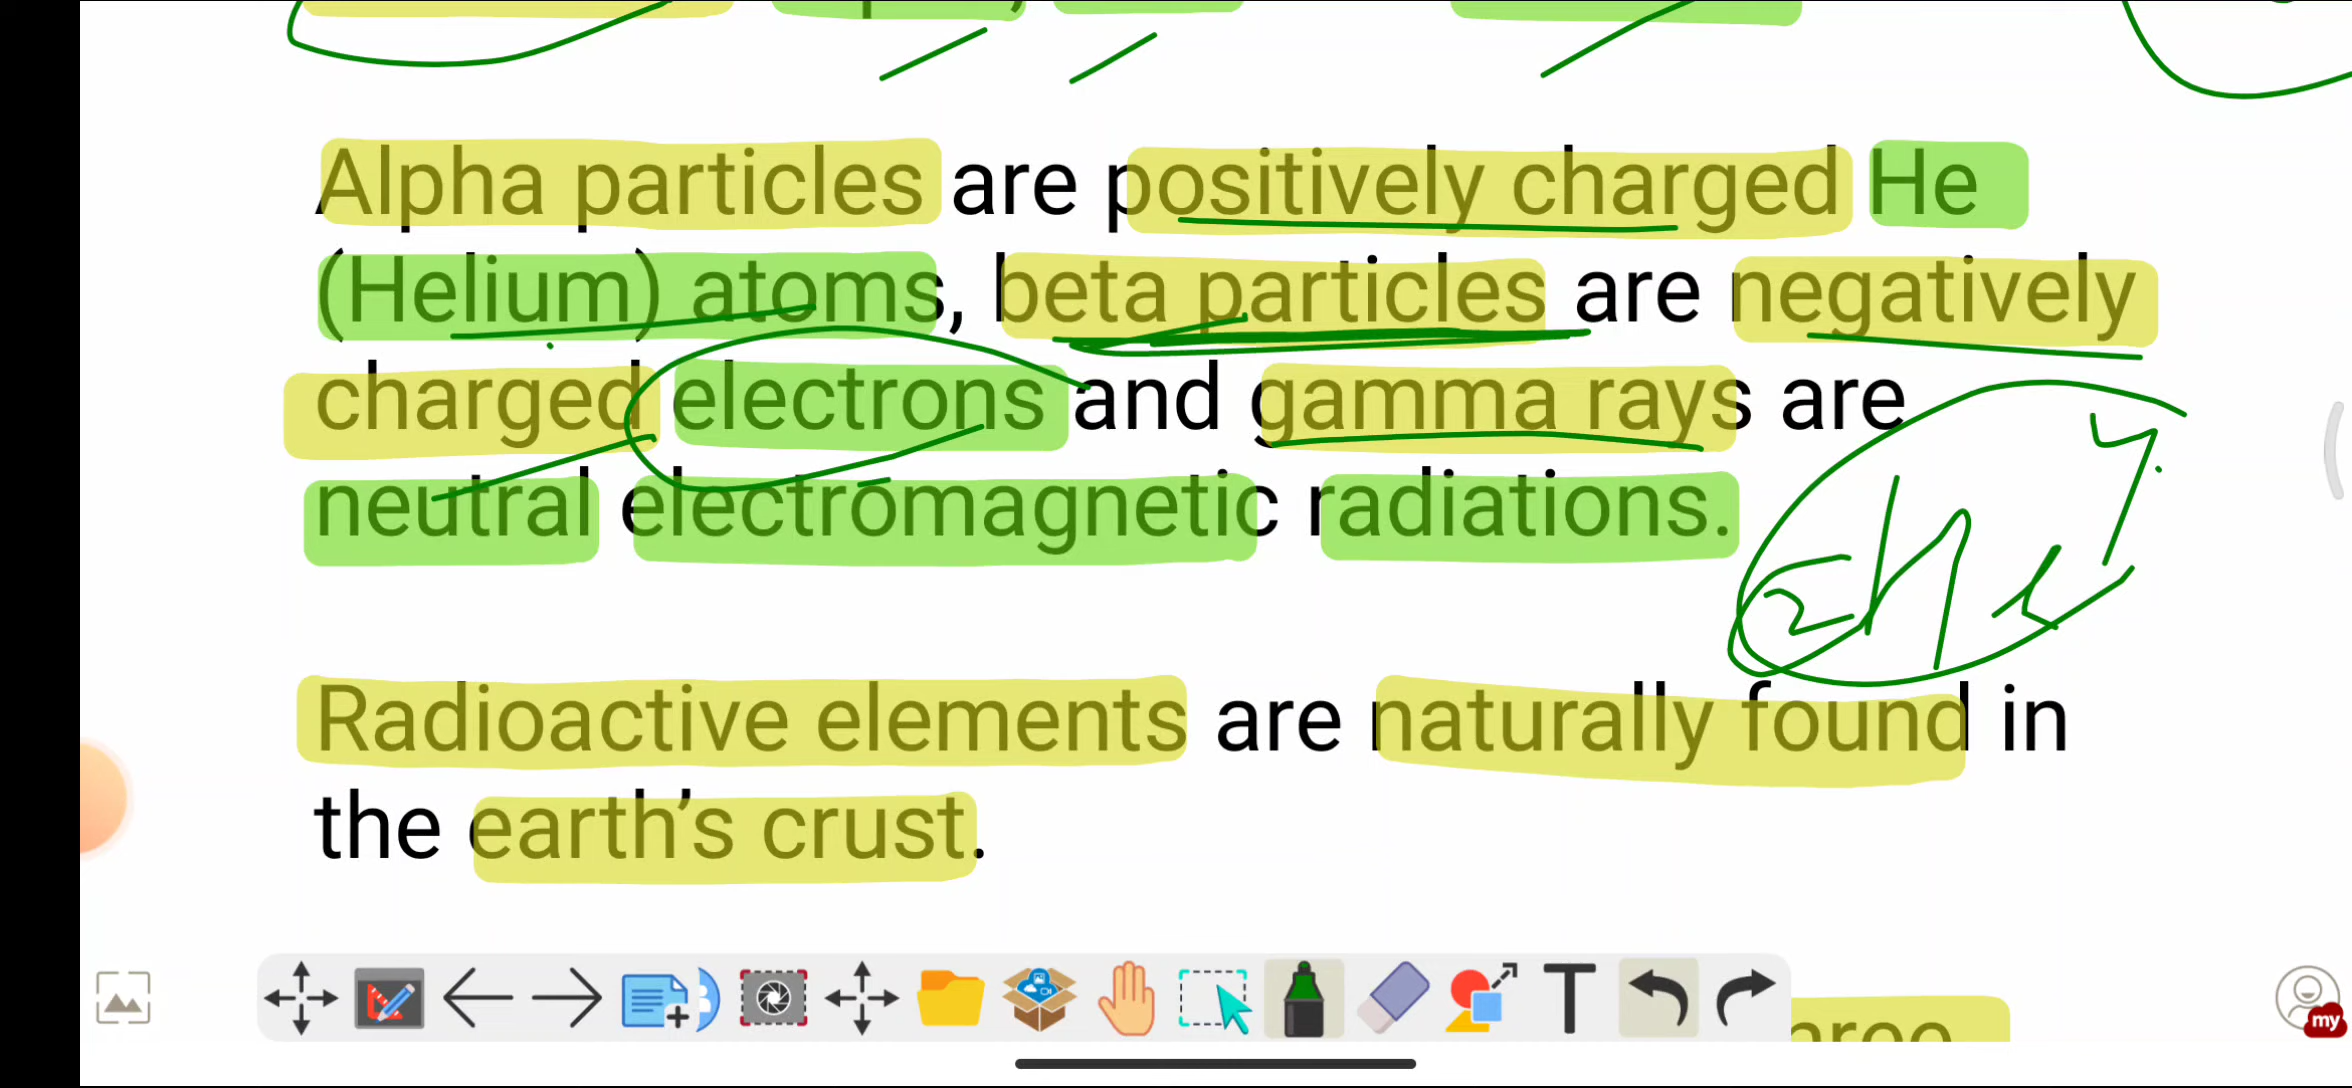 Alpha particles are positively charged He
(Helium) atoms, beta particles are negatively
charged electrons and gamma rays are
neutral electromagnetic radiations.
Radioactive elements are naturally found in
the earth’s crust.
T
my